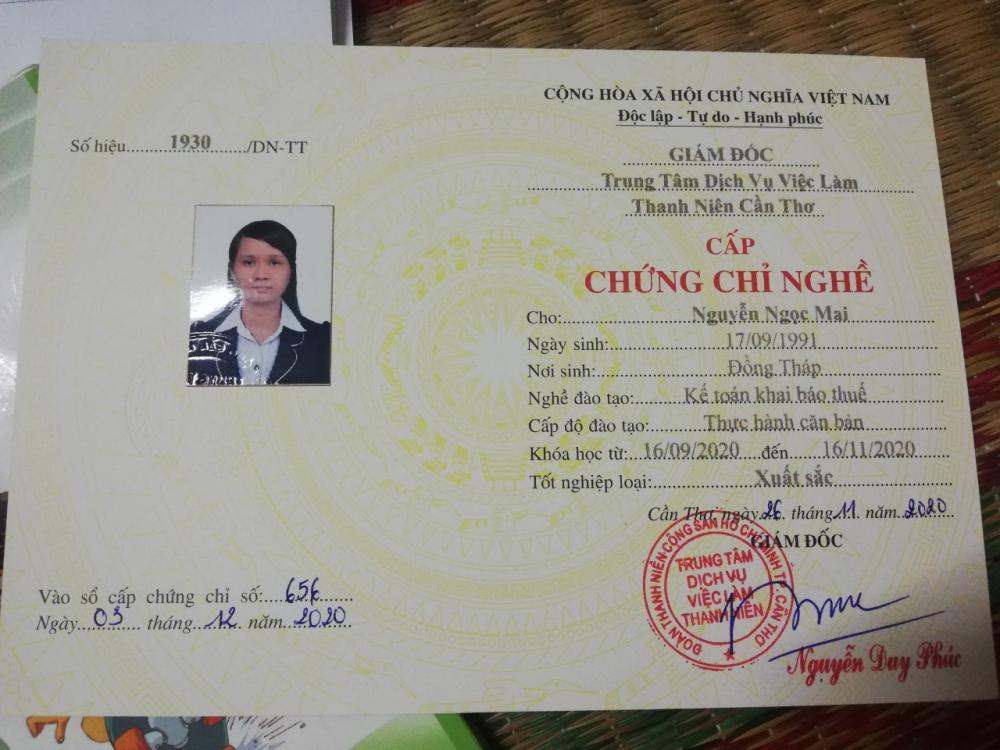 Số hiệu.......1930......./DN-TT
Vào sổ cấp chứng chỉ số:....656......
Ngày...03... tháng...12... năm...2020...
CỘNG HÒA XÃ HỘI CHỦ NGHĨA VIỆT NAM
Độc lập - Tự do - Hạnh phúc
GIÁM ĐỐC
Trung Tâm Dịch Vụ Việc Làm
Thanh Niên Cần Thơ
CẤP
CHỨNG CHỈ NGHỀ
Cho:..........Nguyễn Ngọc Mai..........
Ngày sinh:..........17/09/1991..........
Nơi sinh:..........Đồng Tháp..........
Nghề đào tạo:.......Kế toán khai báo thuế.......
Cấp độ đào tạo:.......Thực hành căn bản.......
Khóa học từ:...16/09/2020....đến....16/11/2020....
Tốt nghiệp loại:..........Xuất sắc..........
Cần Thơ, ngày 26 tháng 11 năm 2020
GIÁM ĐỐC
ĐOÀN THANH NIÊN CỘNG SẢN HỒ CHÍ MINH T.P. CẦN THƠ
TRUNG TÂM
DỊCH VỤ
VIỆC LÀM
THANH NIÊN
Nguyễn Duy Phúc